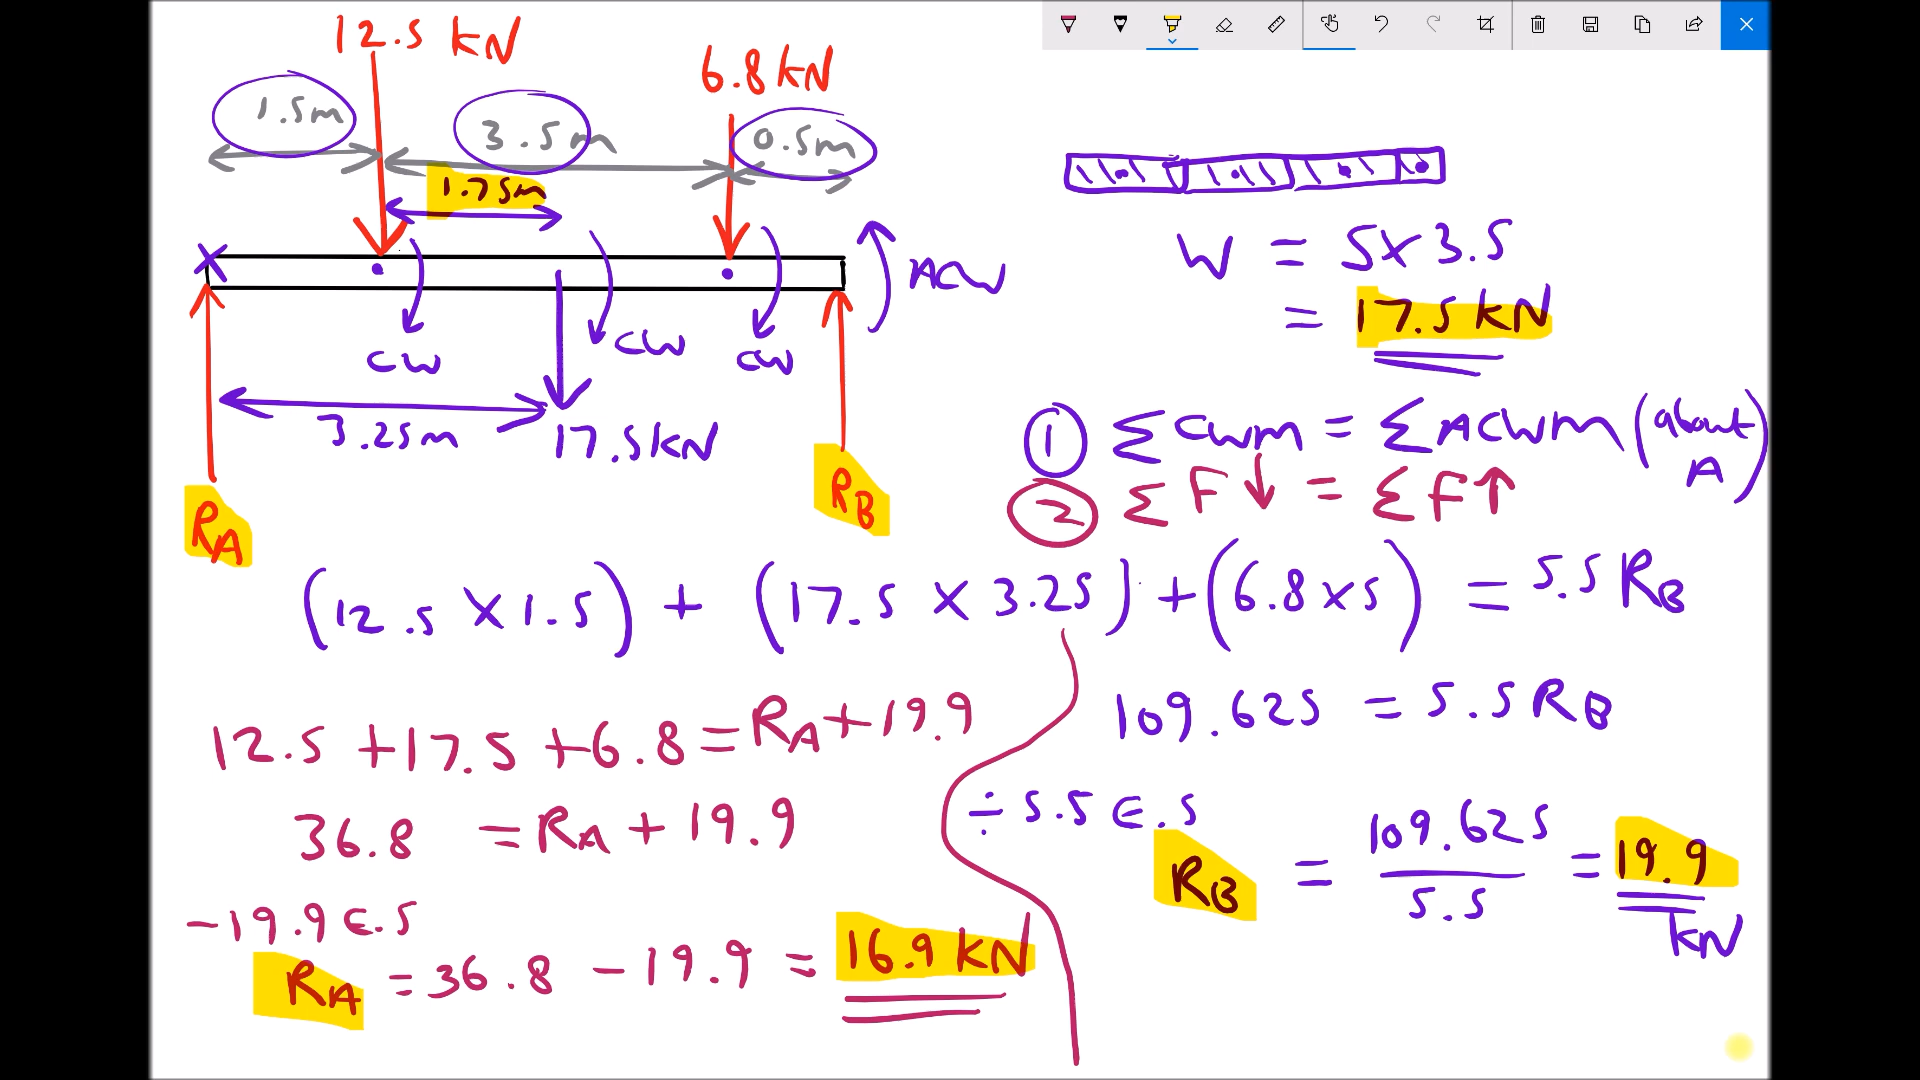 12.5 kN
6.8 kN
1.5m
3.5m
0.5m
1.75m
ACW
CW
CW
CW
3.25m
17.5kN
RA
RB
W = 5×3.5
= 17.5 kN
① ΣCWM = ΣACWM (about A)
② ΣF↓ = ΣF↑
(12.5 × 1.5) + (17.5 × 3.25) + (6.8×5) = 5.5 RB
109.625 = 5.5 RB
÷ 5.5 E.S
RB = 109.625 / 5.5 = 19.9 kN
12.5 + 17.5 + 6.8 = RA + 19.9
36.8 = RA + 19.9
- 19.9 E.S
RA = 36.8 - 19.9 = 16.9 kN